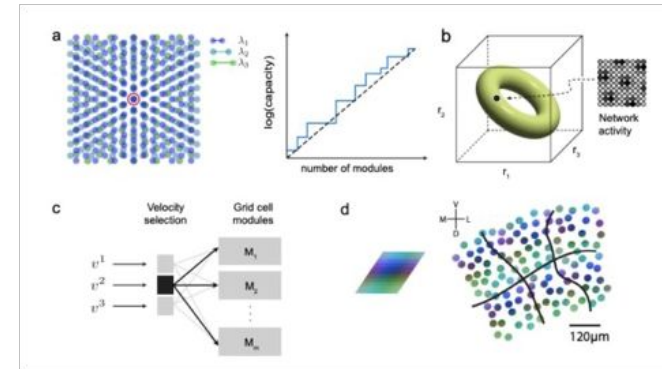 a
λ₁
λ₂
λ₃
log(capacity)
number of modules
b
r₂
r₁
r₃
Network
activity
c
Velocity
selection
Grid cell
modules
v¹
v²
v³
M₁
M₂
Mₘ
d
V
M L
D
120µm